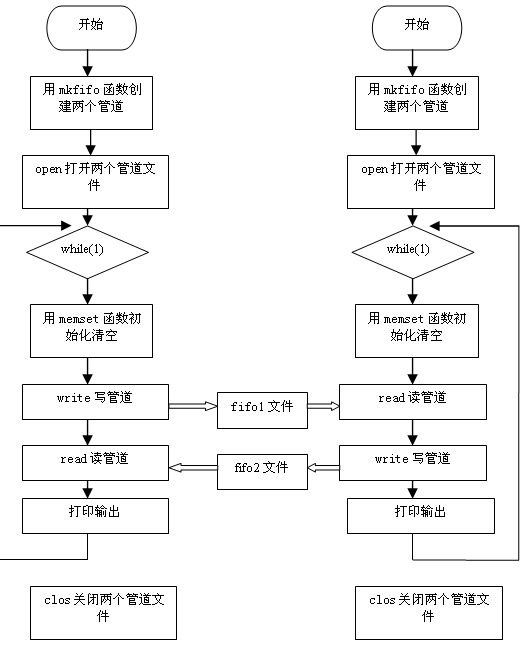 开始
用 mkfifo 函数创
建两个管道
open 打开两个管道文
件
while(1)
用 memset 函数初
始化清空
write 写管道
read 读管道
打印输出
clos 关闭两个管道文
件
fifo1 文件
fifo2 文件
开始
用 mkfifo 函数创
建两个管道
open 打开两个管道文
件
while(1)
用 memset 函数初
始化清空
read 读管道
write 写管道
打印输出
clos 关闭两个管道文
件